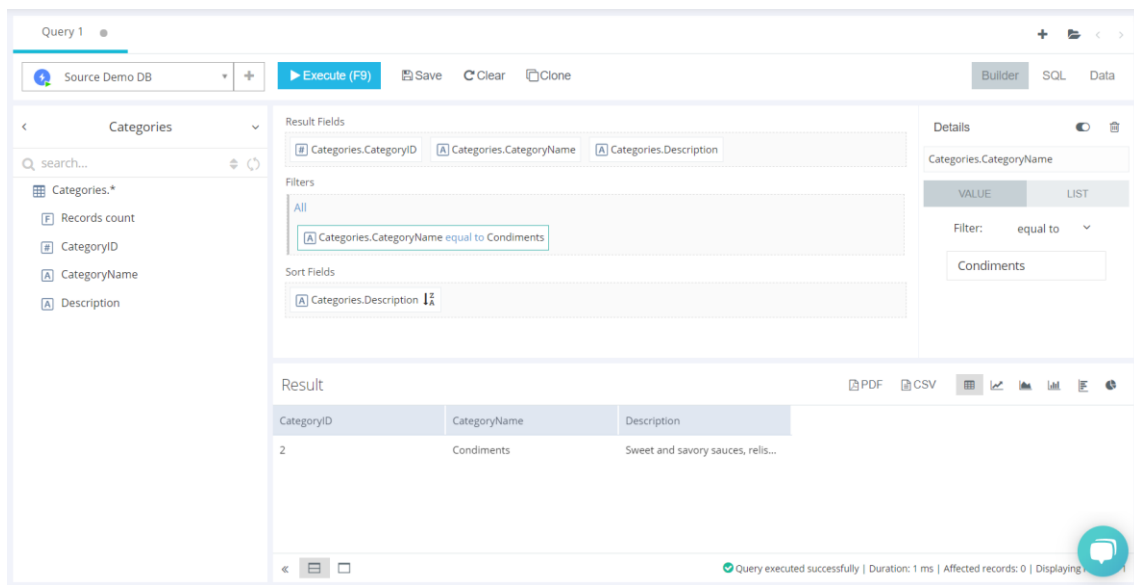 Query 1
Source Demo DB
Execute (F9)
Save
Clear
Clone
Builder
SQL
Data
Categories
search...
Categories.*
Records count
CategoryID
CategoryName
Description
Result Fields
Categories.CategoryID
Categories.CategoryName
Categories.Description
Filters
All
Categories.CategoryName equal to Condiments
Sort Fields
Categories.Description
Details
Categories.CategoryName
VALUE
LIST
Filter:
equal to
Condiments
Result
PDF
CSV
CategoryID
CategoryName
Description
2
Condiments
Sweet and savory sauces, relis...
Query executed successfully | Duration: 1 ms | Affected records: 0 | Displaying